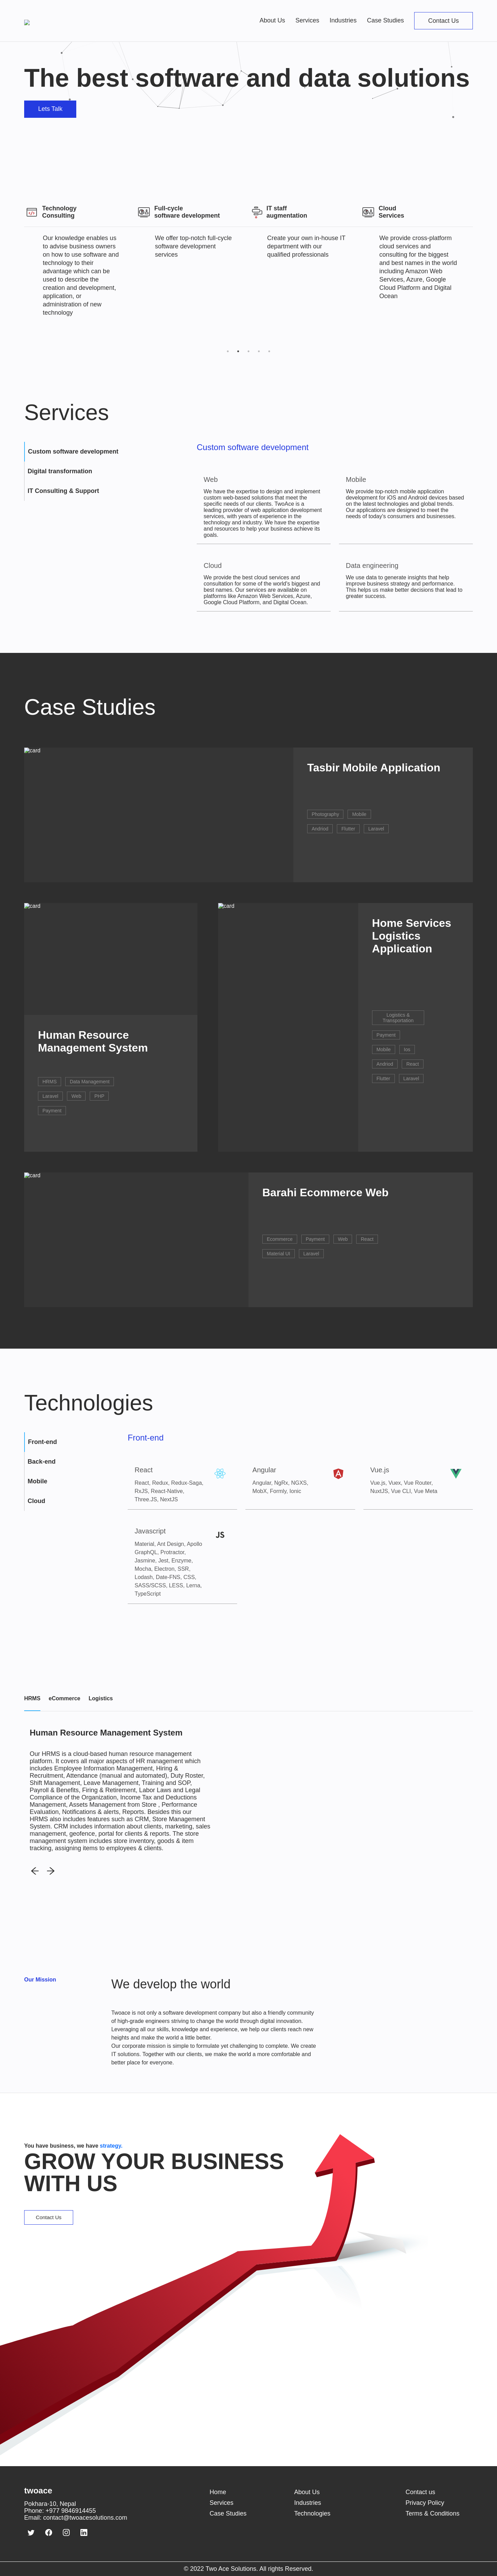 About Us
Services
Industries
Case Studies
Contact Us
The best software and data solutions
Lets Talk
Technology
Consulting
Our knowledge enables us
to advise business owners
on how to use software and
technology to their
advantage which can be
used to describe the
creation and development,
application, or
administration of new
technology
Full-cycle
software development
We offer top-notch full-cycle
software development
services
IT staff
augmentation
Create your own in-house IT
department with our
qualified professionals
Cloud
Services
We provide cross-platform
cloud services and
consulting for the biggest
and best names in the world
including Amazon Web
Services, Azure, Google
Cloud Platform and Digital
Ocean
Services
Custom software development
Digital transformation
IT Consulting & Support
Custom software development
Web
We have the expertise to design and implement
custom web-based solutions that meet the
specific needs of our clients. TwoAce is a
leading provider of web application development
services, with years of experience in the
technology and industry. We have the expertise
and resources to help your business achieve its
goals.
Mobile
We provide top-notch mobile application
development for iOS and Android devices based
on the latest technologies and global trends.
Our applications are designed to meet the
needs of today's consumers and businesses.
Cloud
We provide the best cloud services and
consultation for some of the world's biggest and
best names. Our services are available on
platforms like Amazon Web Services, Azure,
Google Cloud Platform, and Digital Ocean.
Data engineering
We use data to generate insights that help
improve business strategy and performance.
This helps us make better decisions that lead to
greater success.
Case Studies
card
Tasbir Mobile Application
Photography
Mobile
Andriod
Flutter
Laravel
card
Human Resource
Management System
HRMS
Data Management
Laravel
Web
PHP
Payment
card
Home Services
Logistics
Application
Logistics &
Transportation
Payment
Mobile
Ios
Andriod
React
Flutter
Laravel
card
Barahi Ecommerce Web
Ecommerce
Payment
Web
React
Material UI
Laravel
Technologies
Front-end
Back-end
Mobile
Cloud
Front-end
React
React, Redux, Redux-Saga,
RxJS, React-Native,
Three.JS, NextJS
Angular
Angular, NgRx, NGXS,
MobX, Formly, Ionic
Vue.js
Vue.js. Vuex, Vue Router,
NuxtJS, Vue CLI, Vue Meta
Javascript
Material, Ant Design, Apollo
GraphQL, Protractor,
Jasmine, Jest, Enzyme,
Mocha, Electron, SSR,
Lodash, Date-FNS, CSS,
SASS/SCSS, LESS, Lerna,
TypeScript
JS
HRMS
eCommerce
Logistics
Human Resource Management System
Our HRMS is a cloud-based human resource management
platform. It covers all major aspects of HR management which
includes Employee Information Management, Hiring &
Recruitment, Attendance (manual and automated), Duty Roster,
Shift Management, Leave Management, Training and SOP,
Payroll & Benefits, Firing & Retirement, Labor Laws and Legal
Compliance of the Organization, Income Tax and Deductions
Management, Assets Management from Store , Performance
Evaluation, Notifications & alerts, Reports. Besides this our
HRMS also includes features such as CRM, Store Management
System. CRM includes information about clients, marketing, sales
management, geofence, portal for clients & reports. The store
management system includes store inventory, goods & item
tracking, assigning items to employees & clients.
Our Mission
We develop the world
Twoace is not only a software development company but also a friendly community
of high-grade engineers striving to change the world through digital innovation.
Leveraging all our skills, knowledge and experience, we help our clients reach new
heights and make the world a little better.
Our corporate mission is simple to formulate yet challenging to complete. We create
IT solutions. Together with our clients, we make the world a more comfortable and
better place for everyone.
You have business, we have strategy.
GROW YOUR BUSINESS
WITH US
Contact Us
twoace
Pokhara-10, Nepal
Phone: +977 9846914455
Email: contact@twoacesolutions.com
Home
Services
Case Studies
About Us
Industries
Technologies
Contact us
Privacy Policy
Terms & Conditions
© 2022 Two Ace Solutions. All rights Reserved.